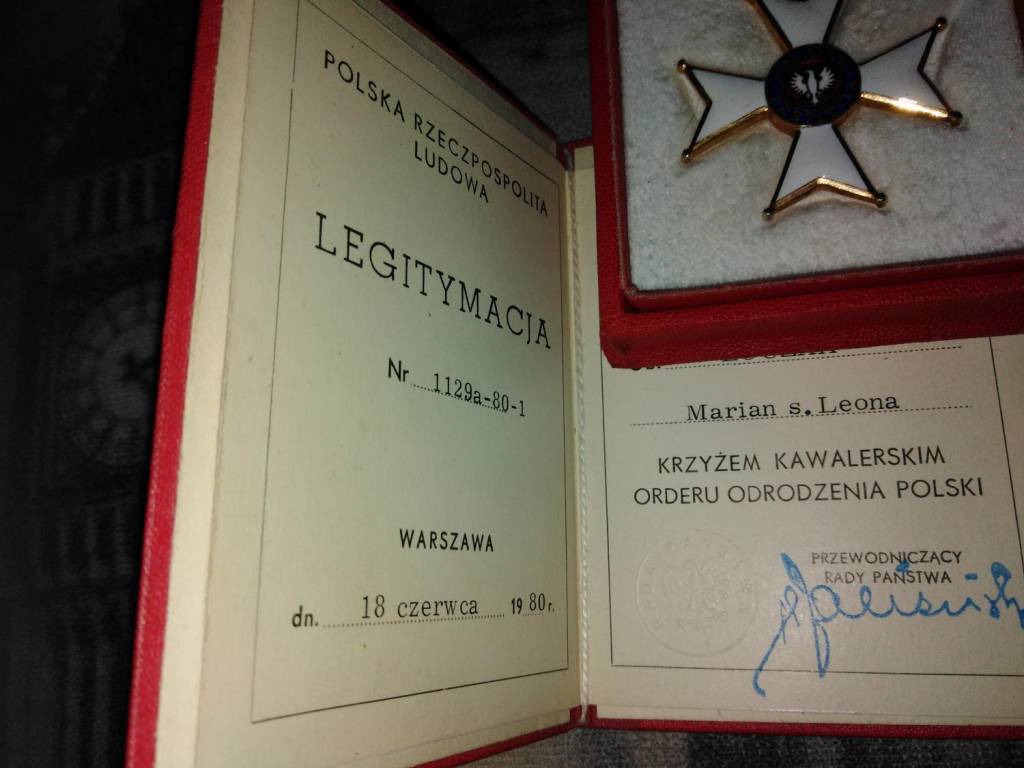 POLSKA RZECZPOSPOLITA
LUDOWA
LEGITYMACJA
Nr 1129a-80-1
WARSZAWA
dn. 18 czerwca 1980 r.
Marian s. Leona
KRZYŻEM KAWALERSKIM
ORDERU ODRODZENIA POLSKI
PRZEWODNICZĄCY
RADY PAŃSTWA